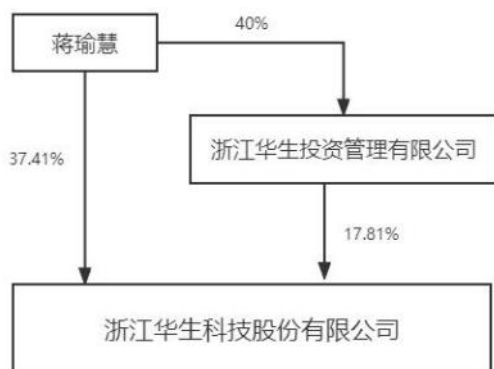 40%
蒋瑜慧
浙江华生投资管理有限公司
37.41%
17.81%
浙江华生科技股份有限公司